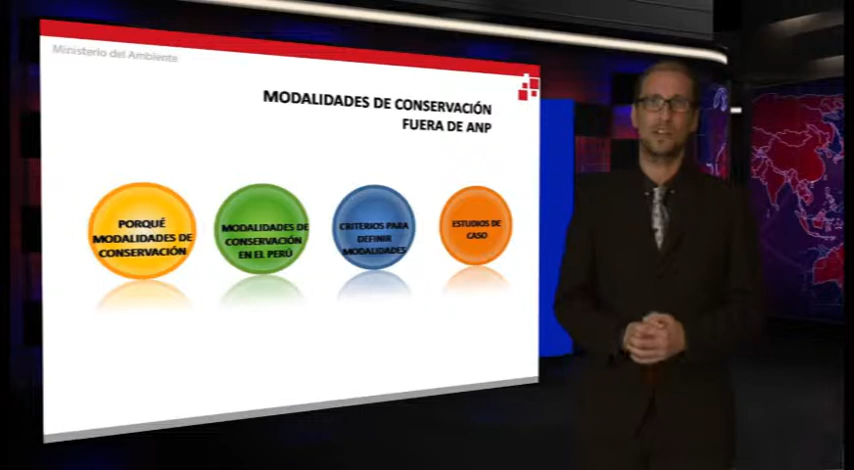 Ministerio del Ambiente
MODALIDADES DE CONSERVACIÓN
FUERA DE ANP
PORQUÉ
MODALIDADES DE
CONSERVACIÓN
MODALIDADES DE
CONSERVACIÓN
EN EL PERÚ
CRITERIOS PARA
DEFINIR
MODALIDADES
ESTUDIOS DE
CASO